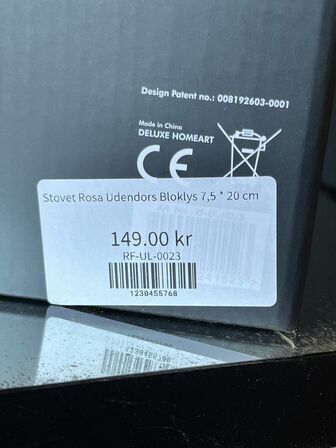 Design Patent no.: 008192603-0001
Made in China
DELUXE HOMEART
CE
Stovet Rosa Udendors Bloklys 7,5 * 20 cm
149.00 kr
RF-UL-0023
1239455768